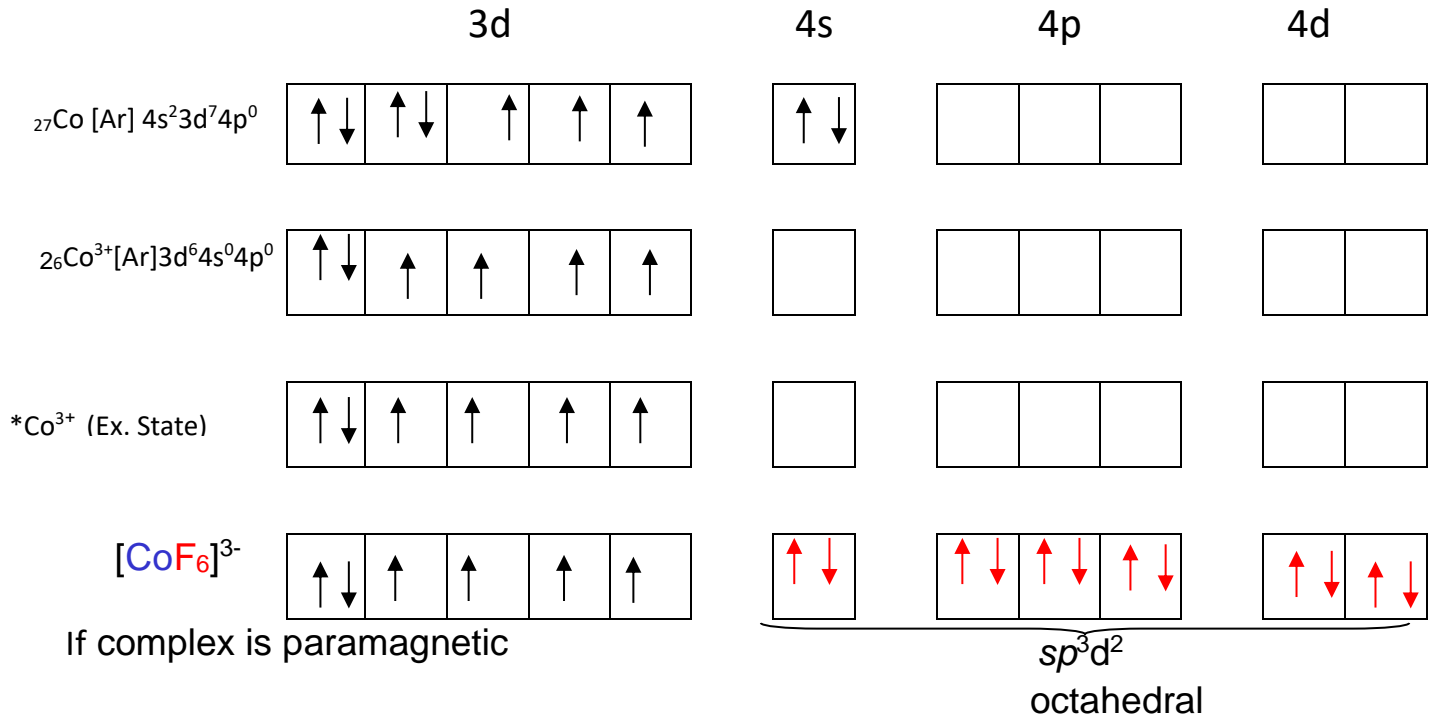 3d 4s 4p 4d
₂₇Co [Ar] 4s²3d⁷4p⁰
₂₆Co³⁺[Ar]3d⁶4s⁰4p⁰
*Co³⁺ (Ex. State)
[CoF₆]³⁻
If complex is paramagnetic
sp³d²
octahedral